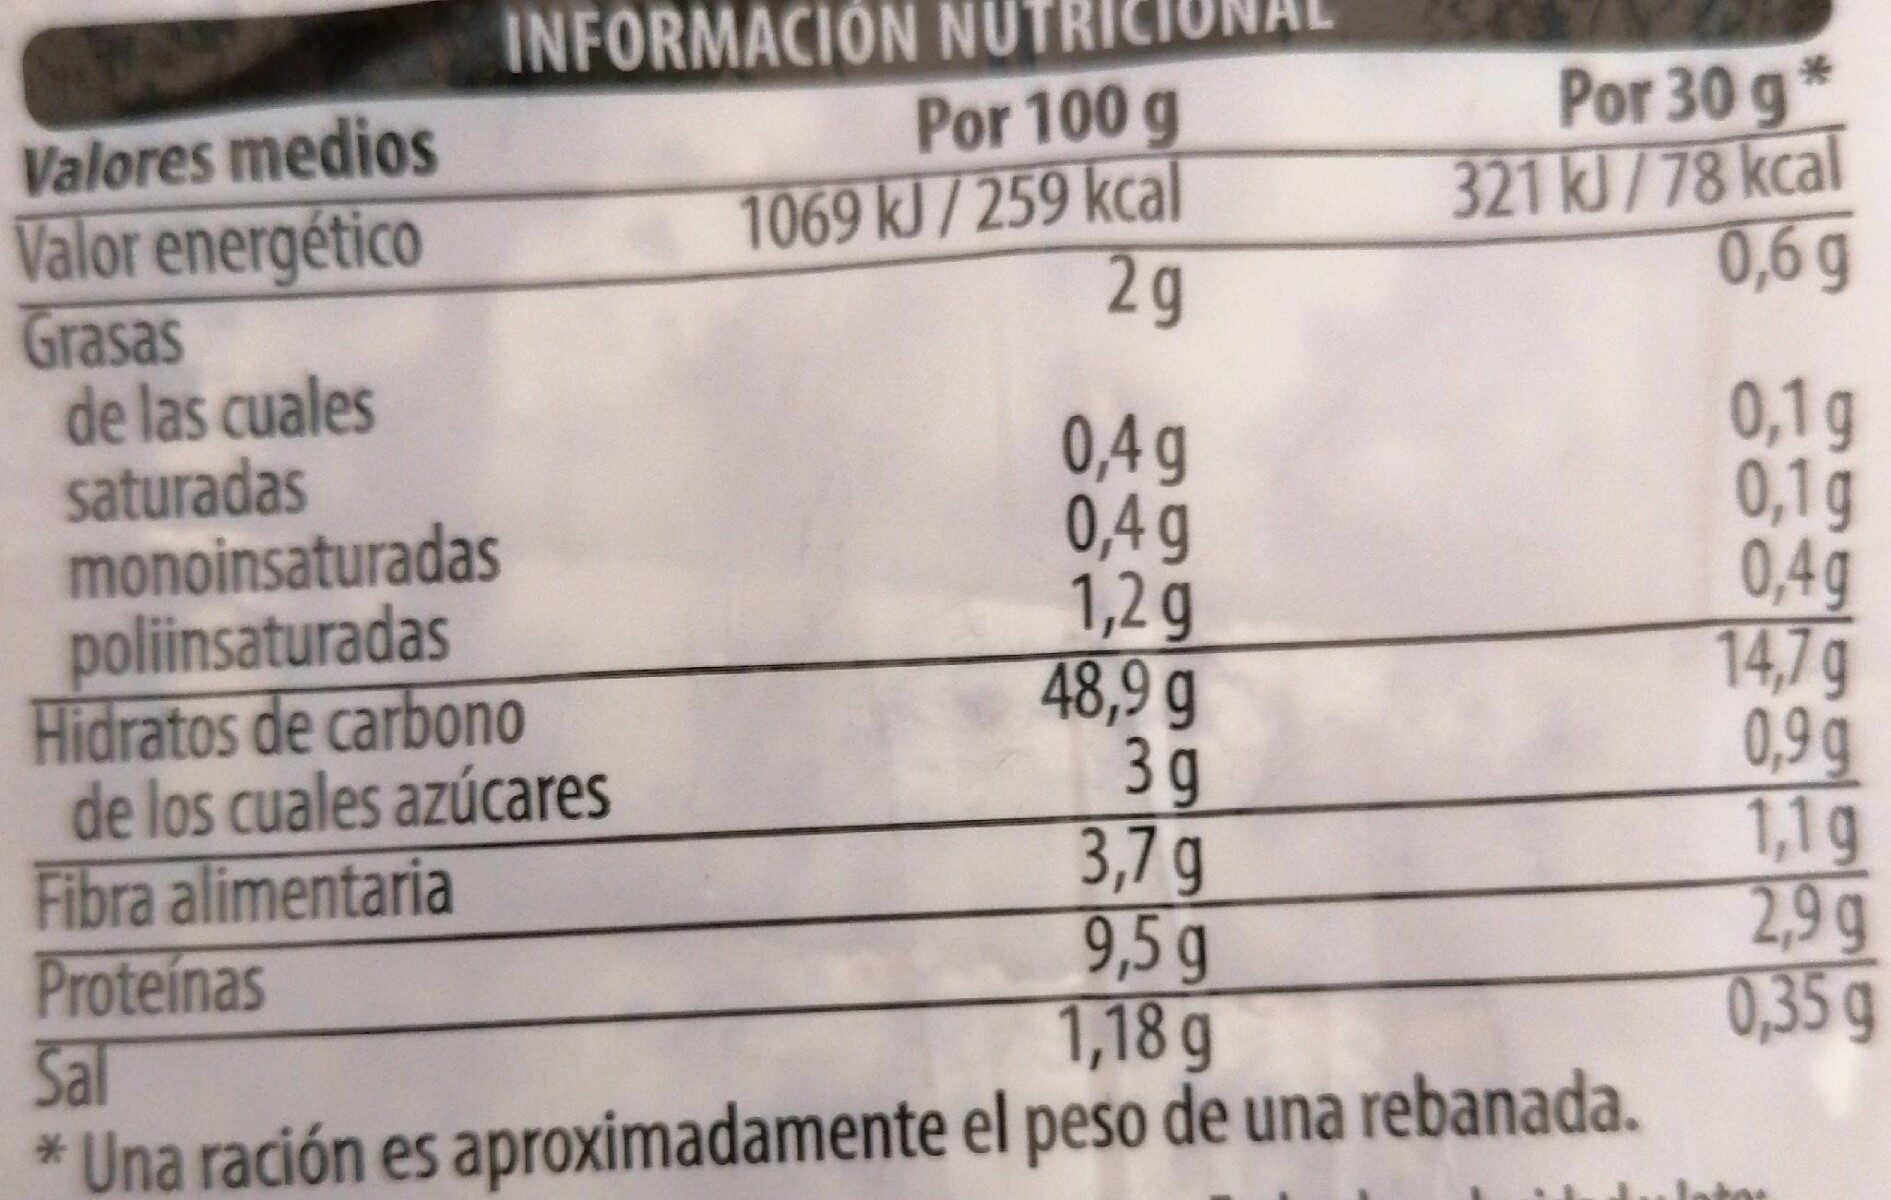 INFORMACIÓN NUTRICIONAL
Valores medios Por 100 g Por 30 g*
Valor energético 1069 kJ / 259 kcal 321 kJ / 78 kcal
Grasas 2 g 0,6 g
de las cuales
saturadas 0,4 g 0,1 g
monoinsaturadas 0,4 g 0,1 g
poliinsaturadas 1,2 g 0,4 g
Hidratos de carbono 48,9 g 14,7 g
de los cuales azúcares 3 g 0,9 g
Fibra alimentaria 3,7 g 1,1 g
Proteínas 9,5 g 2,9 g
Sal 1,18 g 0,35 g
* Una ración es aproximadamente el peso de una rebanada.